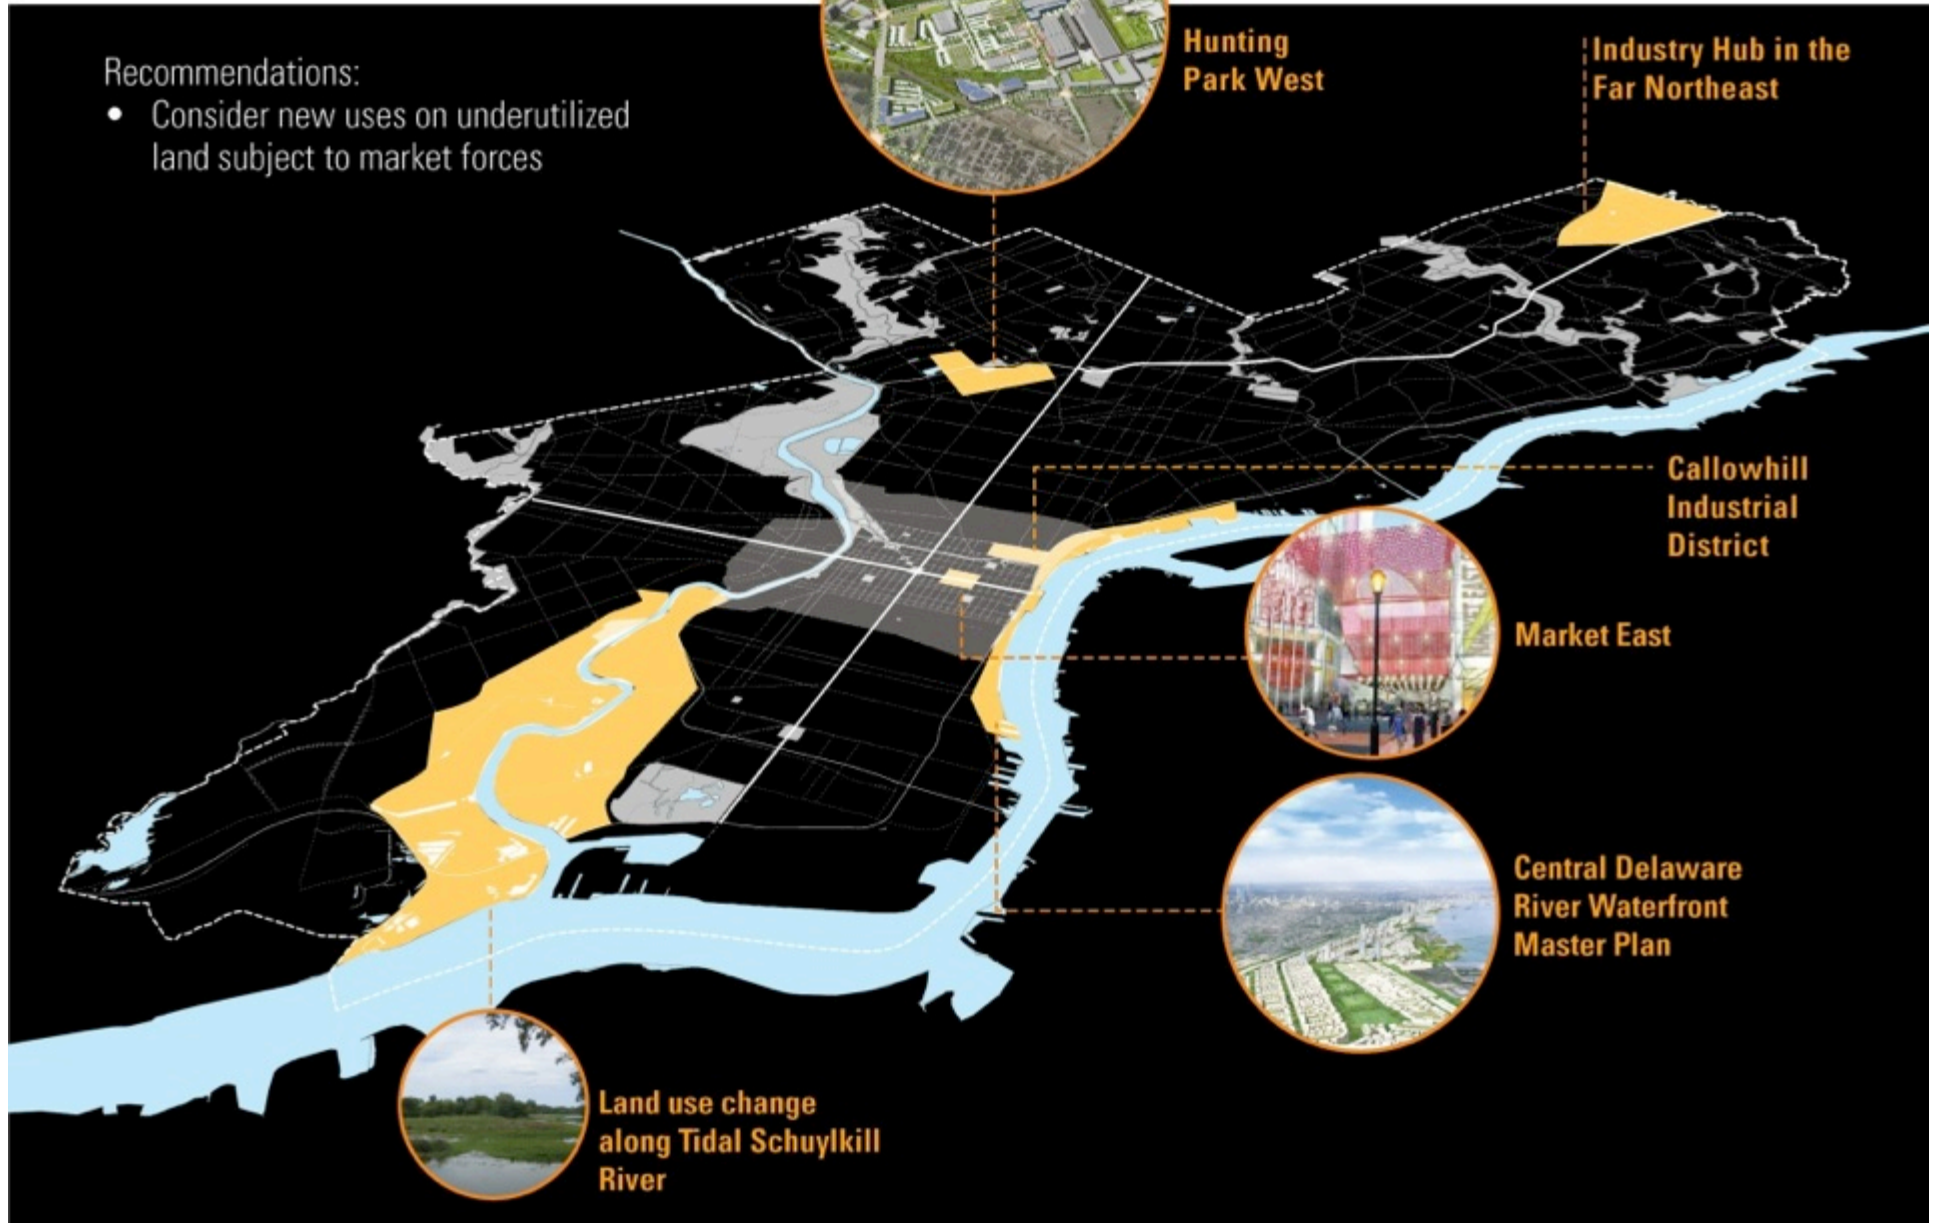 Recommendations:
• Consider new uses on underutilized
land subject to market forces
Hunting
Park West
Industry Hub in the
Far Northeast
Callowhill
Industrial
District
Market East
Central Delaware
River Waterfront
Master Plan
Land use change
along Tidal Schuylkill
River